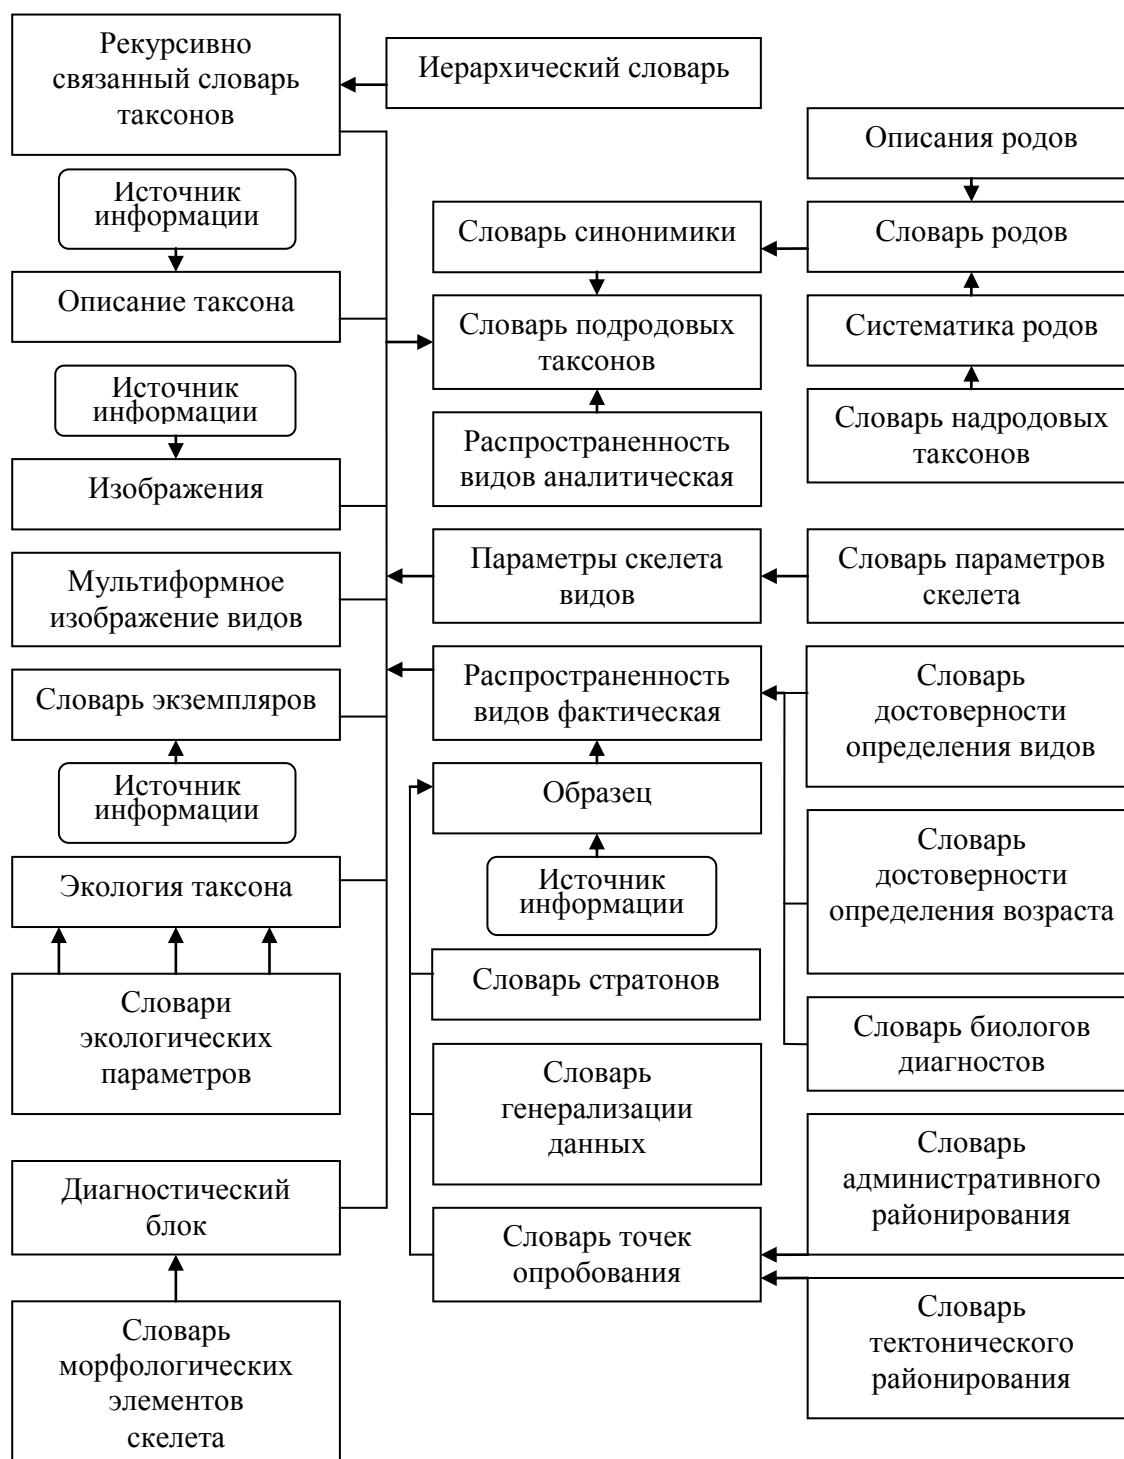 Рекурсивно
связанный словарь
таксонов
Иерархический словарь
Описания родов
Источник
информации
Словарь синонимики
Словарь родов
Описание таксона
Словарь подродовых
таксонов
Систематика родов
Источник
информации
Распространенность
видов аналитическая
Словарь надродовых
таксонов
Изображения
Мультиформное
изображение видов
Параметры скелета
видов
Словарь параметров
скелета
Словарь экземпляров
Распространенность
видов фактическая
Словарь
достоверности
определения видов
Источник
информации
Образец
Словарь
достоверности
определения возраста
Экология таксона
Источник
информации
Словари
экологических
параметров
Словарь стратонов
Словарь биологов
диагностов
Словарь
генерализации
данных
Словарь
административного
районирования
Диагностический
блок
Словарь точек
опробования
Словарь
тектонического
районирования
Словарь
морфологических
элементов
скелета